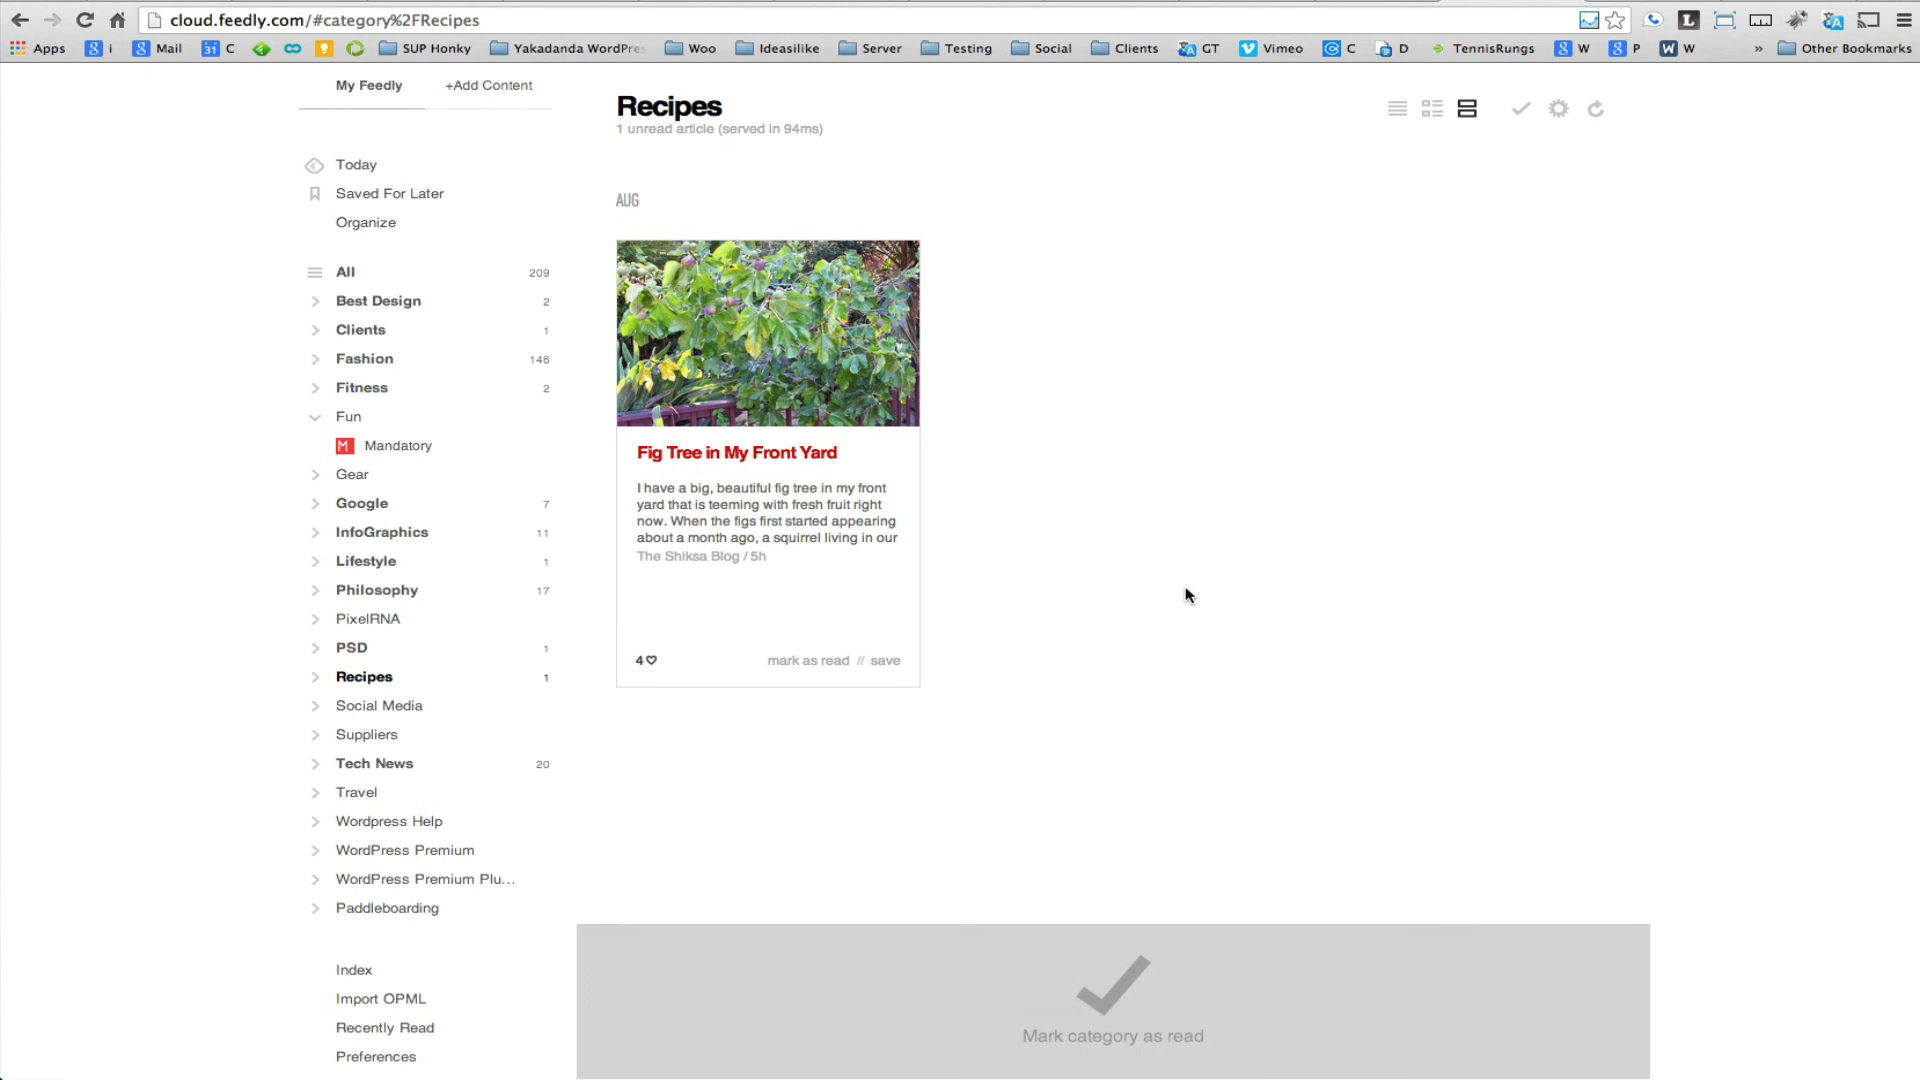 cloud.feedly.com/#category%2FRecipes
Apps i Mail 31 C SUP Honky Yakadanda WordPres Woo Ideasilike Server Testing Social Clients GT Vimeo C D TennisRungs W P W » Other Bookmarks
My Feedly +Add Content
Today
Saved For Later
Organize
All 209
Best Design 2
Clients 1
Fashion 146
Fitness 2
Fun
M Mandatory
Gear
Google 7
InfoGraphics 11
Lifestyle 1
Philosophy 17
PixelRNA
PSD 1
Recipes 1
Social Media
Suppliers
Tech News 20
Travel
Wordpress Help
WordPress Premium
WordPress Premium Plu...
Paddleboarding
Index
Import OPML
Recently Read
Preferences
Recipes
1 unread article (served in 94ms)
AUG
Fig Tree in My Front Yard
I have a big, beautiful fig tree in my front
yard that is teeming with fresh fruit right
now. When the figs first started appearing
about a month ago, a squirrel living in our
The Shiksa Blog / 5h
4 mark as read // save
Mark category as read